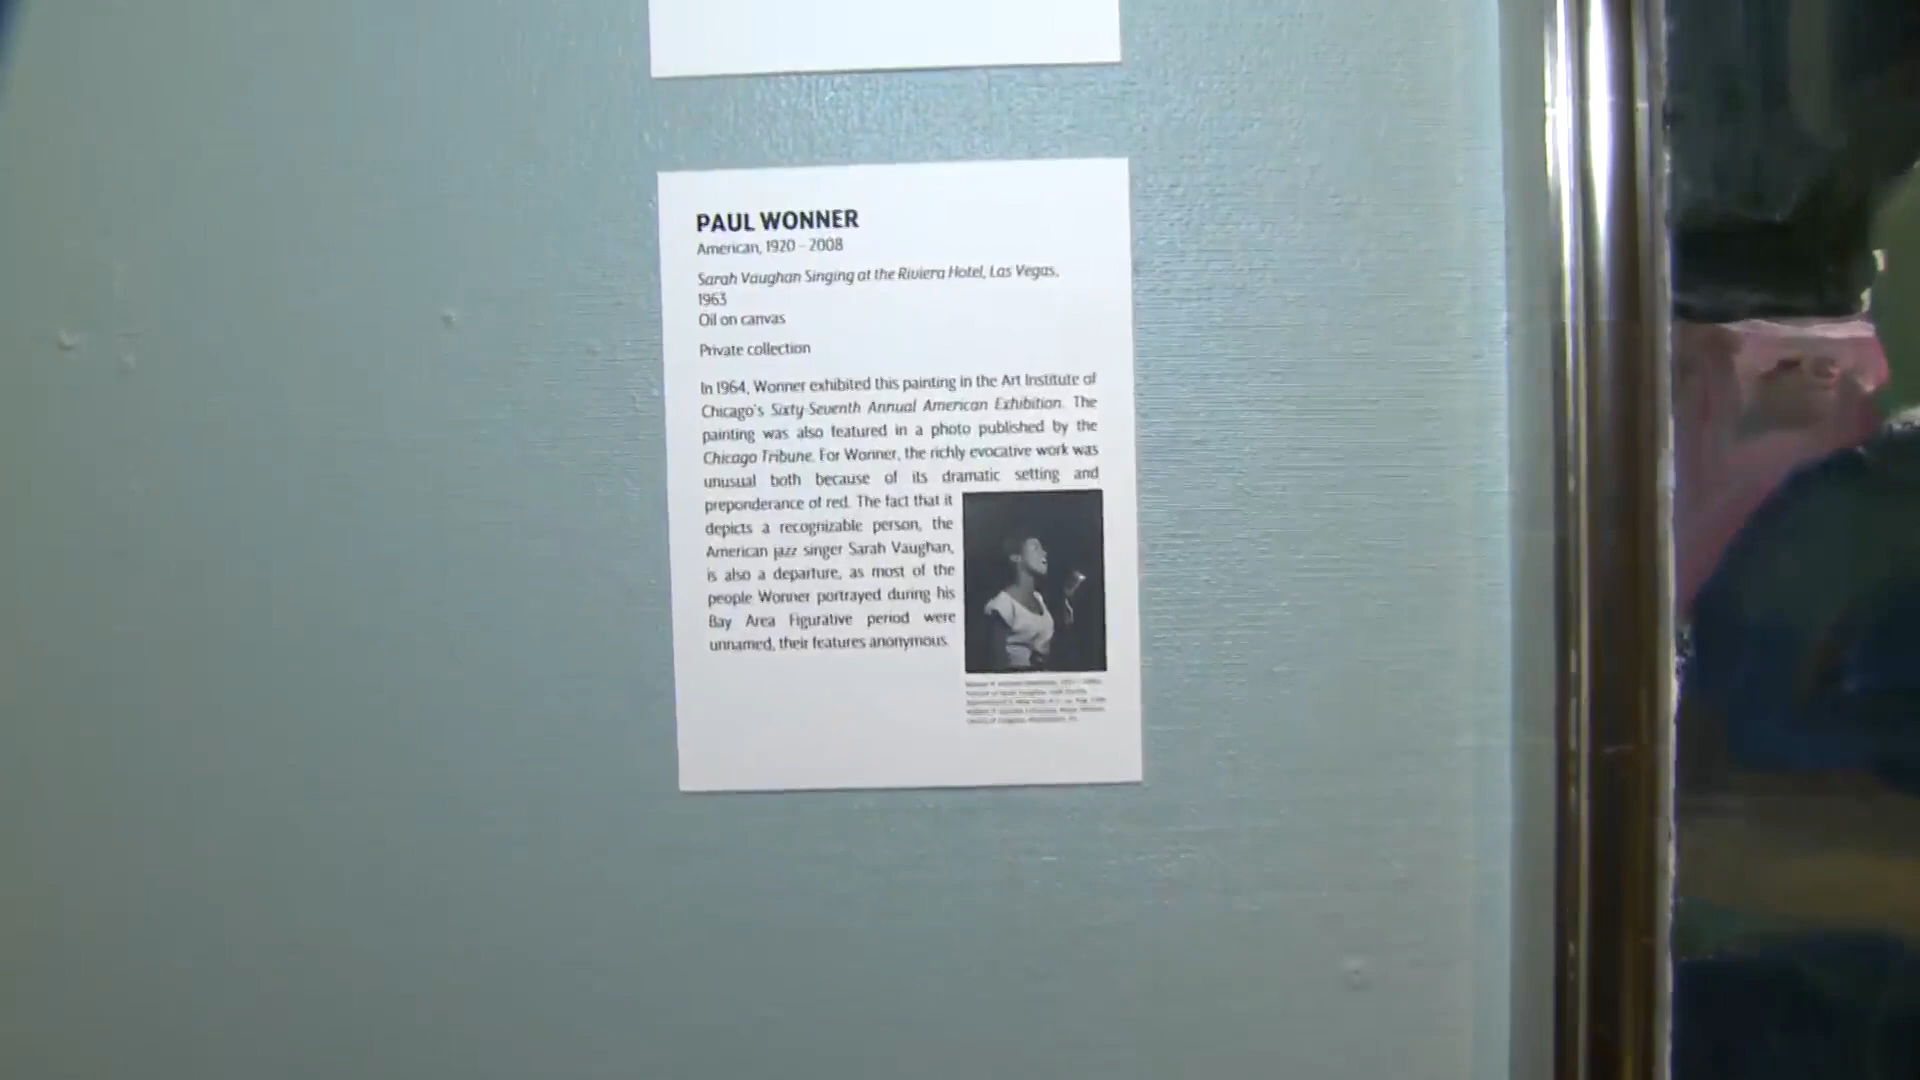 PAUL WONNER
American, 1920 - 2008
Sarah Vaughan Singing at the Riviera Hotel, Las Vegas,
1963
Oil on canvas
Private collection
In 1964, Wonner exhibited this painting in the Art Institute of
Chicago's Sixty-Seventh Annual American Exhibition. The
painting was also featured in a photo published by the
Chicago Tribune. For Wonner, the richly evocative work was
unusual both because of its dramatic setting and
preponderance of red. The fact that it
depicts a recognizable person, the
American jazz singer Sarah Vaughan,
is also a departure, as most of the
people Wonner portrayed during his
Bay Area Figurative period were
unnamed, their features anonymous.